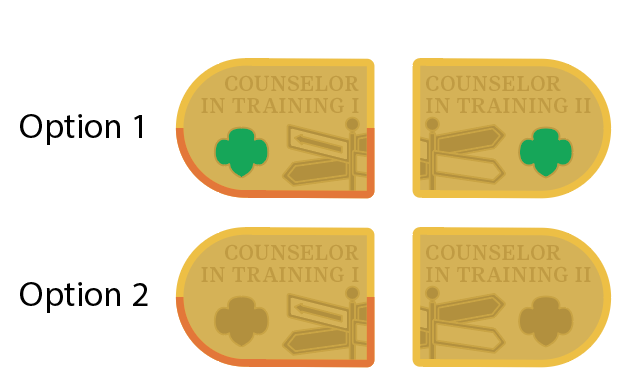 COUNSELOR
IN TRAINING I
COUNSELOR
IN TRAINING II
Option 1
COUNSELOR
IN TRAINING I
COUNSELOR
IN TRAINING II
Option 2